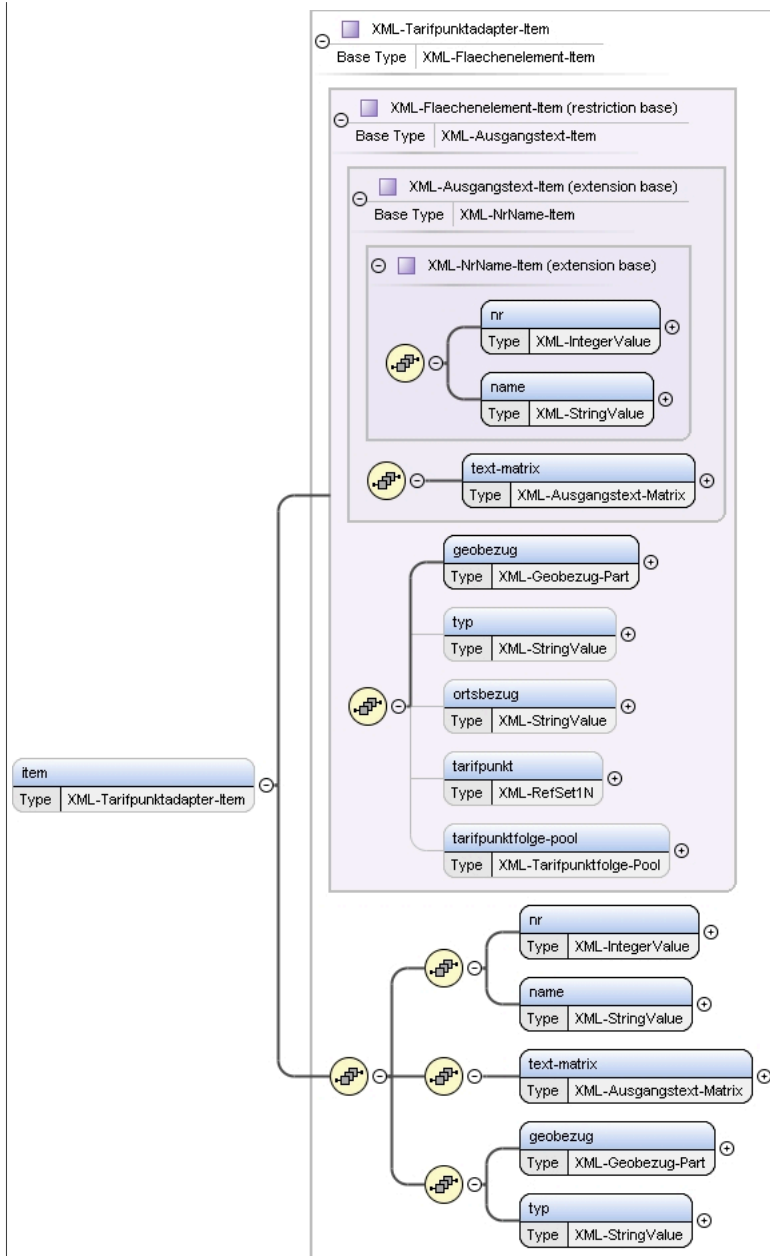 XML-Tarifpunktadapter-Item
Base Type XML-Flaechenelement-Item
XML-Flaechenelement-Item (restriction base)
Base Type XML-Ausgangstext-Item
XML-Ausgangstext-Item (extension base)
Base Type XML-NrName-Item
XML-NrName-Item (extension base)
nr
Type XML-IntegerValue
name
Type XML-StringValue
text-matrix
Type XML-Ausgangstext-Matrix
geobezug
Type XML-Geobezug-Part
typ
Type XML-StringValue
ortsbezug
Type XML-StringValue
tarifpunkt
Type XML-RefSet1N
tarifpunktfolge-pool
Type XML-Tarifpunktfolge-Pool
item
Type XML-Tarifpunktadapter-Item
nr
Type XML-IntegerValue
name
Type XML-StringValue
text-matrix
Type XML-Ausgangstext-Matrix
geobezug
Type XML-Geobezug-Part
typ
Type XML-StringValue